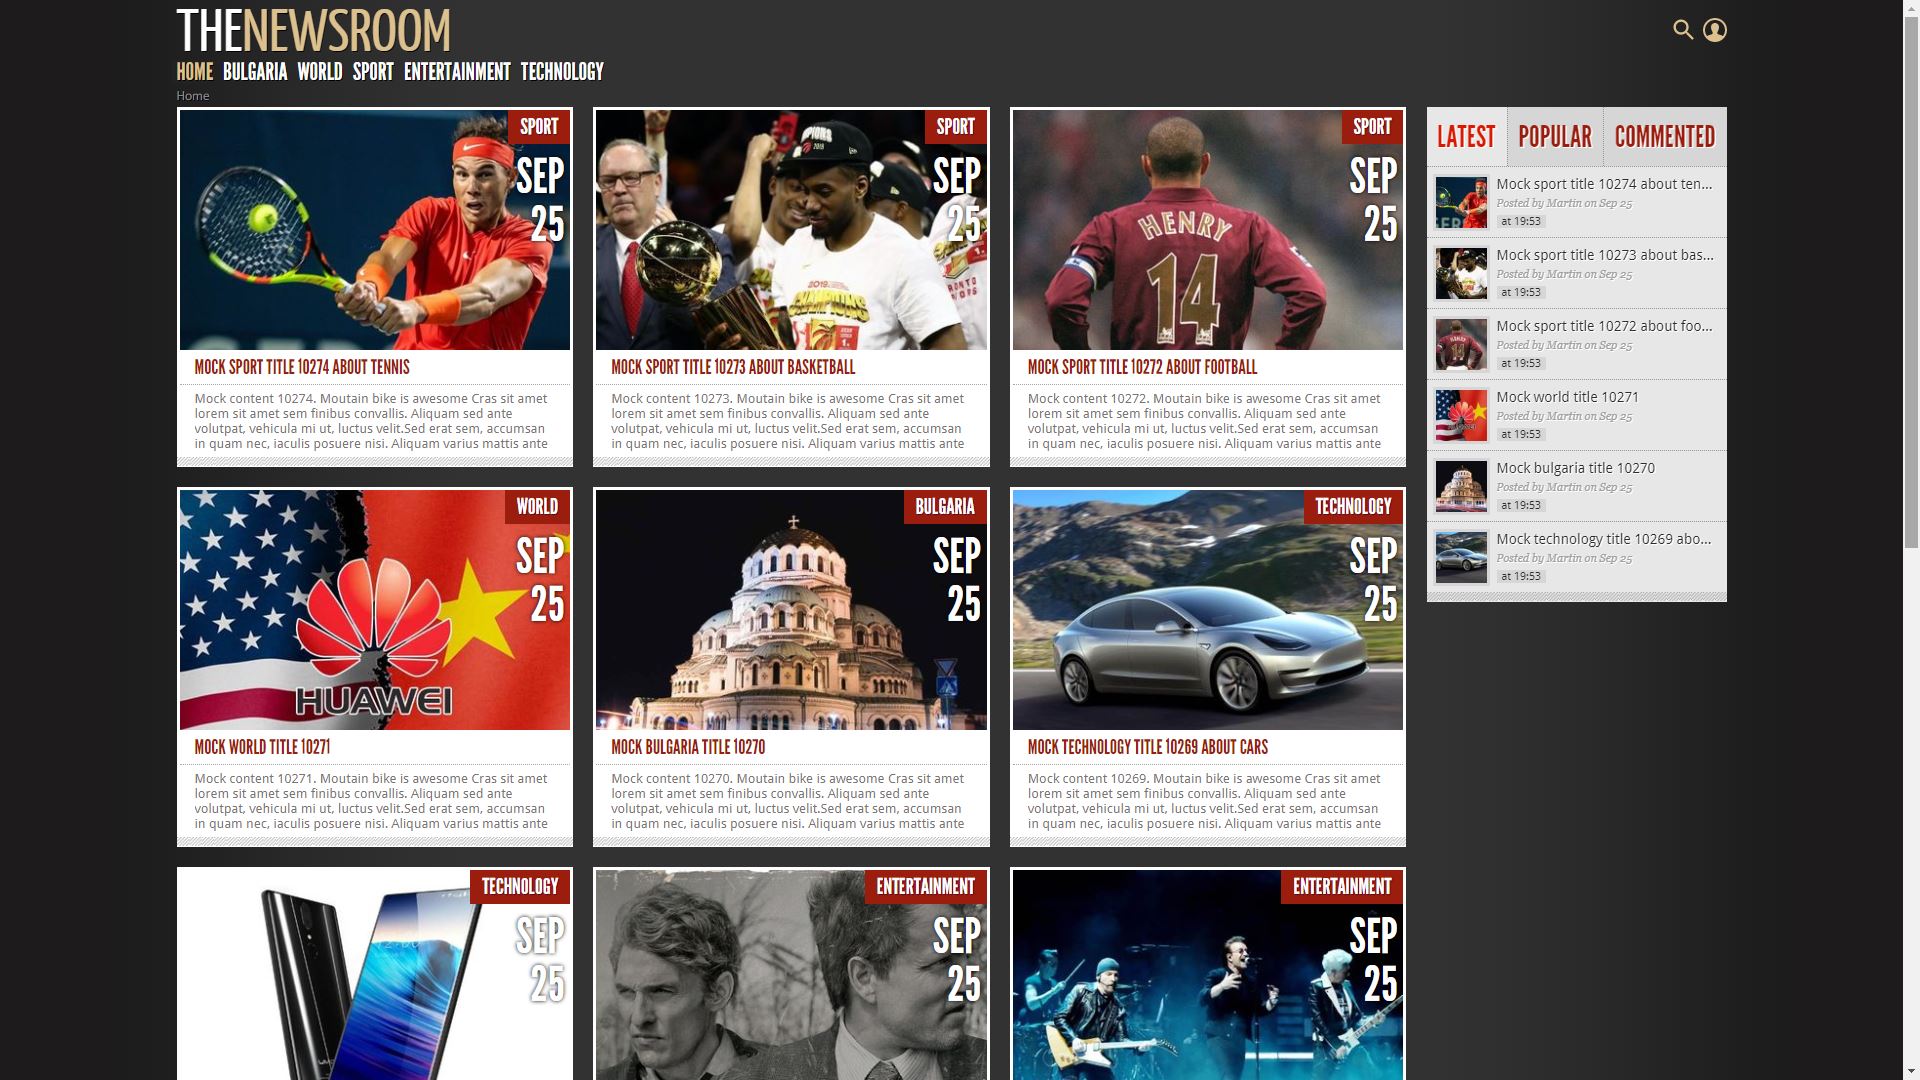 THENEWSROOM
HOME BULGARIA WORLD SPORT ENTERTAINMENT TECHNOLOGY
Home
SPORT
SEP
25
MOCK SPORT TITLE 10274 ABOUT TENNIS
Mock content 10274. Moutain bike is awesome Cras sit amet
lorem sit amet sem finibus convallis. Aliquam sed ante
volutpat, vehicula mi ut, luctus velit.Sed erat sem, accumsan
in quam nec, iaculis posuere nisi. Aliquam varius mattis ante
SPORT
SEP
25
2019
CHAMPIONS
MOCK SPORT TITLE 10273 ABOUT BASKETBALL
Mock content 10273. Moutain bike is awesome Cras sit amet
lorem sit amet sem finibus convallis. Aliquam sed ante
volutpat, vehicula mi ut, luctus velit.Sed erat sem, accumsan
in quam nec, iaculis posuere nisi. Aliquam varius mattis ante
SPORT
SEP
25
HENRY
14
MOCK SPORT TITLE 10272 ABOUT FOOTBALL
Mock content 10272. Moutain bike is awesome Cras sit amet
lorem sit amet sem finibus convallis. Aliquam sed ante
volutpat, vehicula mi ut, luctus velit.Sed erat sem, accumsan
in quam nec, iaculis posuere nisi. Aliquam varius mattis ante
WORLD
SEP
25
HUAWEI
MOCK WORLD TITLE 10271
Mock content 10271. Moutain bike is awesome Cras sit amet
lorem sit amet sem finibus convallis. Aliquam sed ante
volutpat, vehicula mi ut, luctus velit.Sed erat sem, accumsan
in quam nec, iaculis posuere nisi. Aliquam varius mattis ante
BULGARIA
SEP
25
MOCK BULGARIA TITLE 10270
Mock content 10270. Moutain bike is awesome Cras sit amet
lorem sit amet sem finibus convallis. Aliquam sed ante
volutpat, vehicula mi ut, luctus velit.Sed erat sem, accumsan
in quam nec, iaculis posuere nisi. Aliquam varius mattis ante
TECHNOLOGY
SEP
25
MOCK TECHNOLOGY TITLE 10269 ABOUT CARS
Mock content 10269. Moutain bike is awesome Cras sit amet
lorem sit amet sem finibus convallis. Aliquam sed ante
volutpat, vehicula mi ut, luctus velit.Sed erat sem, accumsan
in quam nec, iaculis posuere nisi. Aliquam varius mattis ante
TECHNOLOGY
SEP
25
ENTERTAINMENT
SEP
25
ENTERTAINMENT
SEP
25
LATEST POPULAR COMMENTED
Mock sport title 10274 about ten...
Posted by Martin on Sep 25
at 19:53
Mock sport title 10273 about bas...
Posted by Martin on Sep 25
at 19:53
Mock sport title 10272 about foo...
Posted by Martin on Sep 25
at 19:53
Mock world title 10271
Posted by Martin on Sep 25
at 19:53
Mock bulgaria title 10270
Posted by Martin on Sep 25
at 19:53
Mock technology title 10269 abo...
Posted by Martin on Sep 25
at 19:53